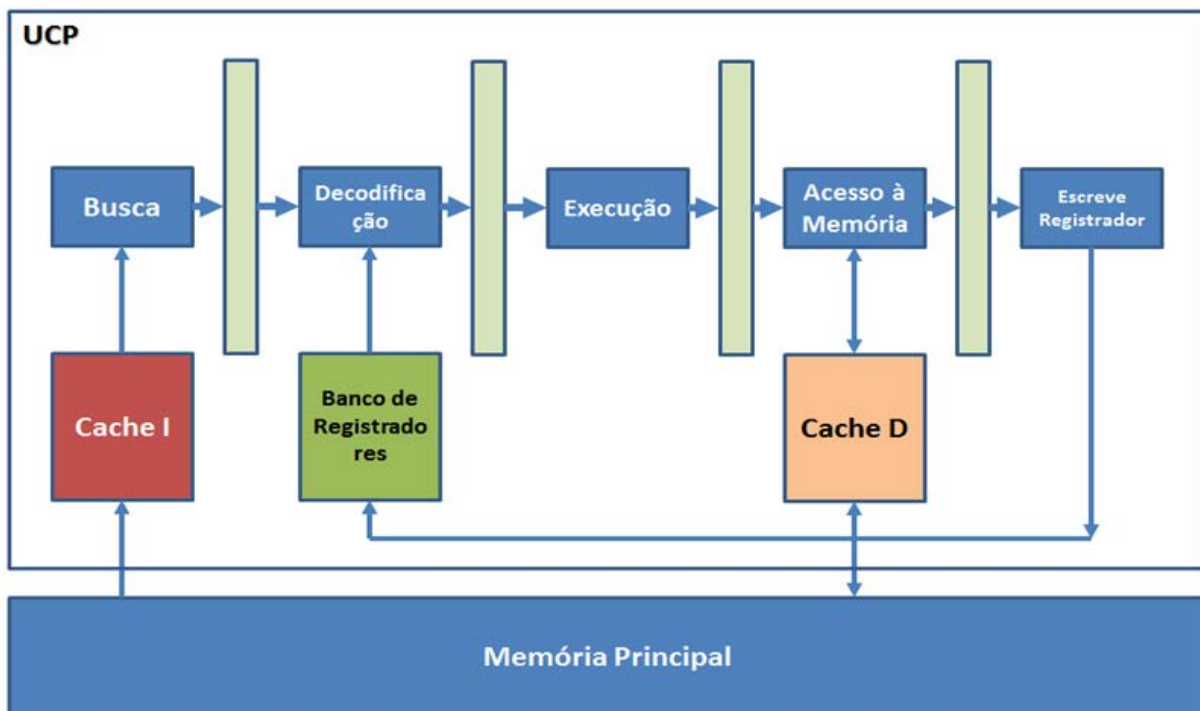 UCP
Busca
Decodifica
ção
Execução
Acesso à
Memória
Escreve
Registrador
Cache I
Banco de
Registrado
res
Cache D
Memória Principal